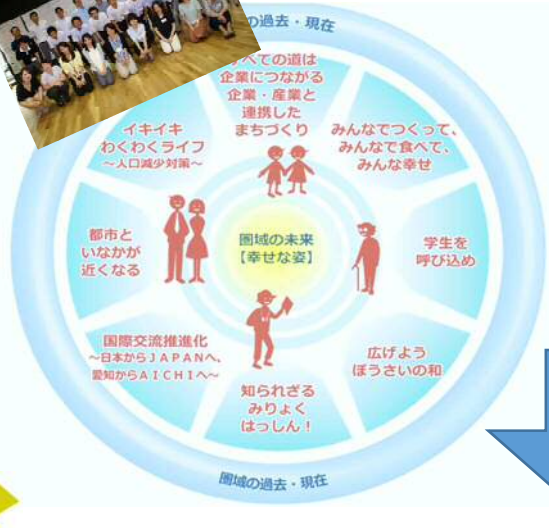 の過去・現在
すべての道は
企業につながる
企業・産業と
連携した
まちづくり
みんなでつくって、
みんなで食べて、
みんな幸せ
学生を
呼び込め
広げよう
ぼうさいの和
知られざる
みりょく
はっしん！
国際交流推進化
～日本からＪＡＰＡＮへ、
愛知からＡＩＣＨＩへ～
都市と
いなかが
近くなる
イキイキ
わくわくライフ
～人口減少対策～
圏域の未来
【幸せな姿】
圏域の過去・現在